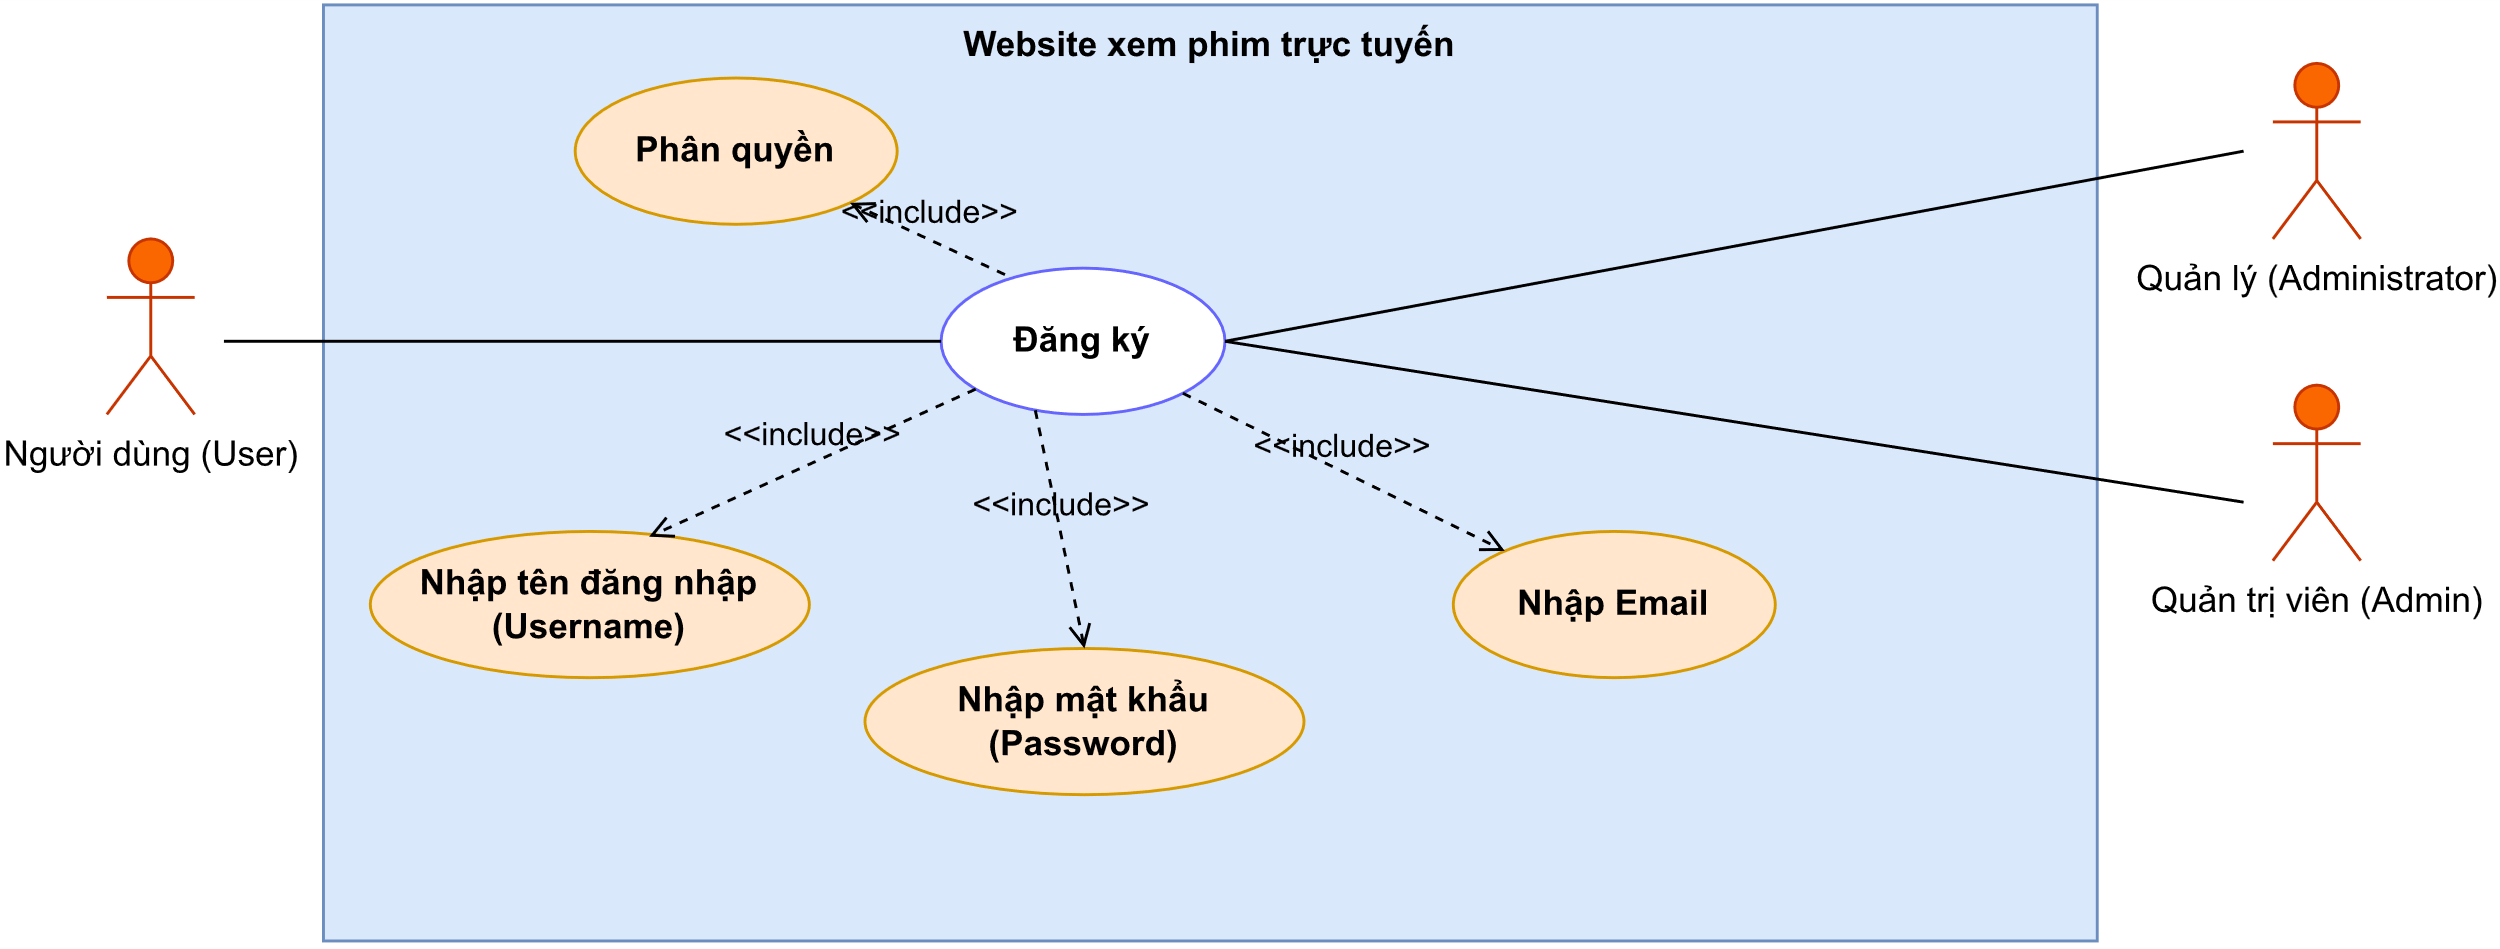 Website xem phim trực tuyến
Phân quyền
<<include>>
Quản lý (Administrator)
Đăng ký
Người dùng (User)
<<include>>
<<include>>
<<include>>
Nhập tên đăng nhập
(Username)
Nhập Email
Quản trị viên (Admin)
Nhập mật khẩu
(Password)